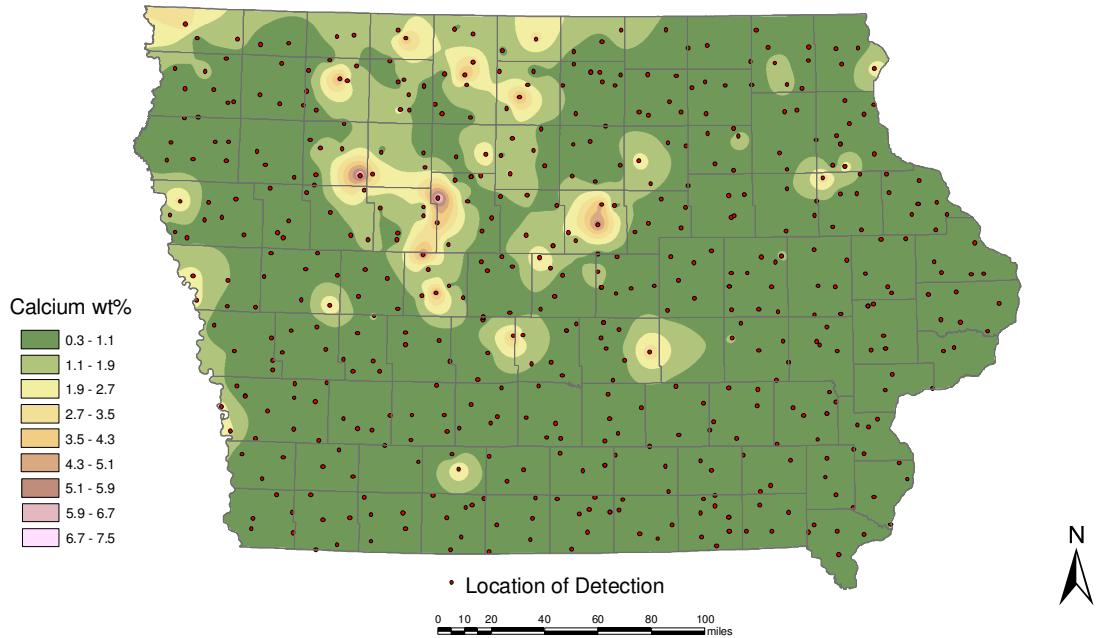 Calcium wt%
0.3 - 1.1
1.1 - 1.9
1.9 - 2.7
2.7 - 3.5
3.5 - 4.3
4.3 - 5.1
5.1 - 5.9
5.9 - 6.7
6.7 - 7.5
N
Location of Detection
0 10 20 40 60 80 100
miles